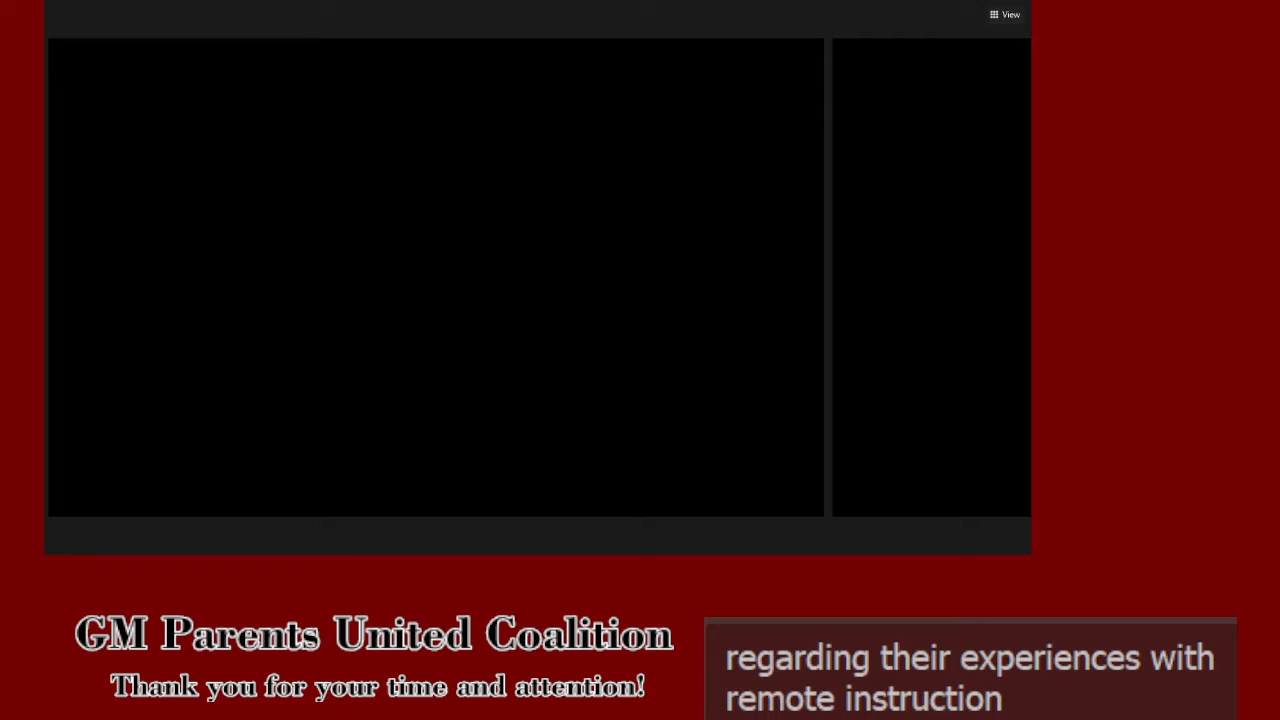 View
GM Parents United Coalition
Thank you for your time and attention!
regarding their experiences with
remote instruction